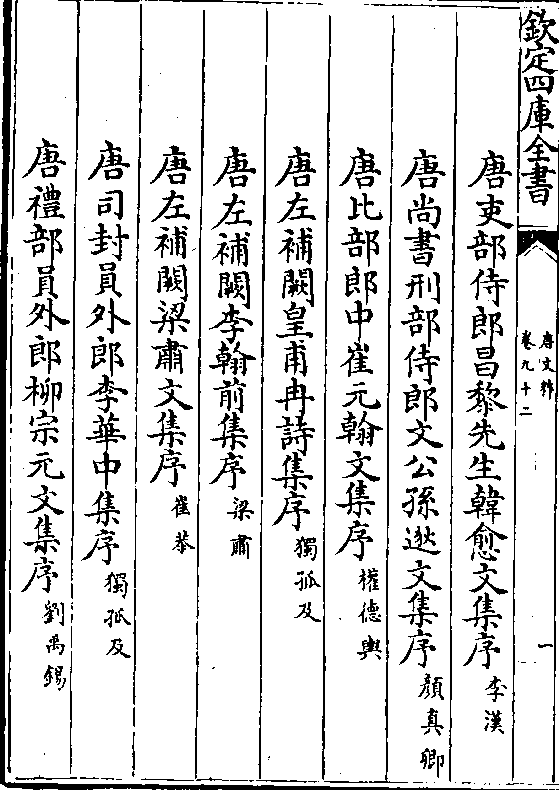 欽定四庫全書
唐文粹
卷九十二
一
唐吏部侍郎昌黎先生韓愈文集序 李漢
唐尚書刑部侍郎文公孫逖文集序 顔真卿
唐比部郎中崔元翰文集序 權德輿
唐左補闕皇甫冉詩集序 獨孤及
唐左補闕李翰前集序 梁肅
唐左補闕梁肅文集序 崔恭
唐司封員外郎李華中集序 獨孤及
唐禮部員外郎柳宗元文集序 劉禹錫